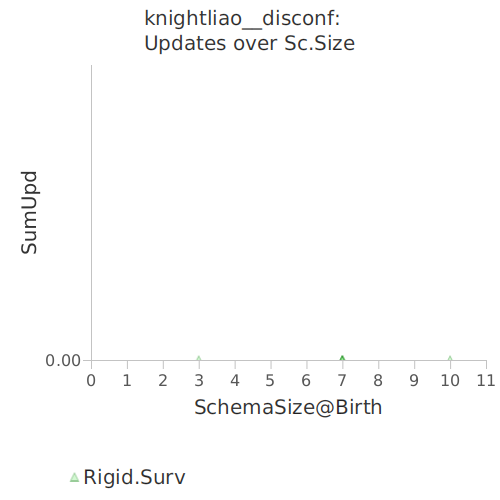 knightliao__disconf:
Updates over Sc.Size
SumUpd
0.00
0 1 2 3 4 5 6 7 8 9 10 11
SchemaSize@Birth
Rigid.Surv